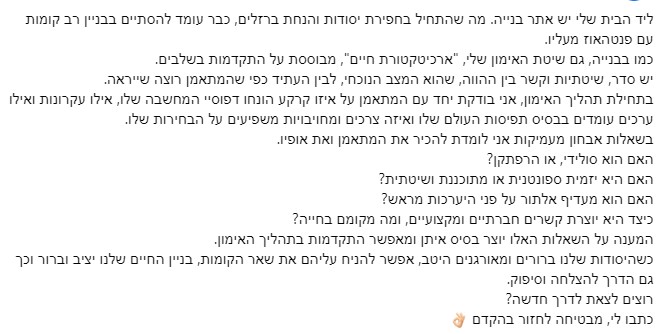 ליד הבית שלי יש אתר בנייה. מה שהתחיל בחפירת יסודות והנחת ברזלים, כבר עומד להסתיים בבניין רב קומות
עם פנטהאוז מעליו.
כמו בבנייה, גם שיטת האימון שלי, "ארכיטקטורת חיים", מבוססת על התקדמות בשלבים.
יש סדר, שיטתיות וקשר בין ההווה, שהוא המצב הנוכחי, לבין העתיד כפי שהמתאמן רוצה שייראה.
בתחילת תהליך האימון, אני בודקת יחד עם המתאמן על איזו קרקע הונחו דפוסיי המחשבה שלו, אילו עקרונות ואילו
ערכים עומדים בבסיס תפיסות העולם שלו ואיזה צרכים ומחויבויות משפיעים על הבחירות שלו.
בשאלות אבחון מעמיקות אני לומדת להכיר את המתאמן ואת אופיו.
האם הוא סולידי, או הרפתקן?
האם היא יזמית ספונטנית או מתוכננת ושיטתית?
האם הוא מעדיף אלתור על פני היערכות מראש?
כיצד היא יוצרת קשרים חברתיים ומקצועיים, ומה מקומם בחייה?
המענה על השאלות האלו יוצר בסיס איתן ומאפשר התקדמות בתהליך האימון.
כשהיסודות שלנו ברורים ומאורגנים היטב, אפשר להניח עליהם את שאר הקומות, בניין החיים שלנו יציב וברור וכך
גם הדרך להצלחה וסיפוק.
רוצים לצאת לדרך חדשה?
כתבו לי, מבטיחה לחזור בהקדם 👌🏻